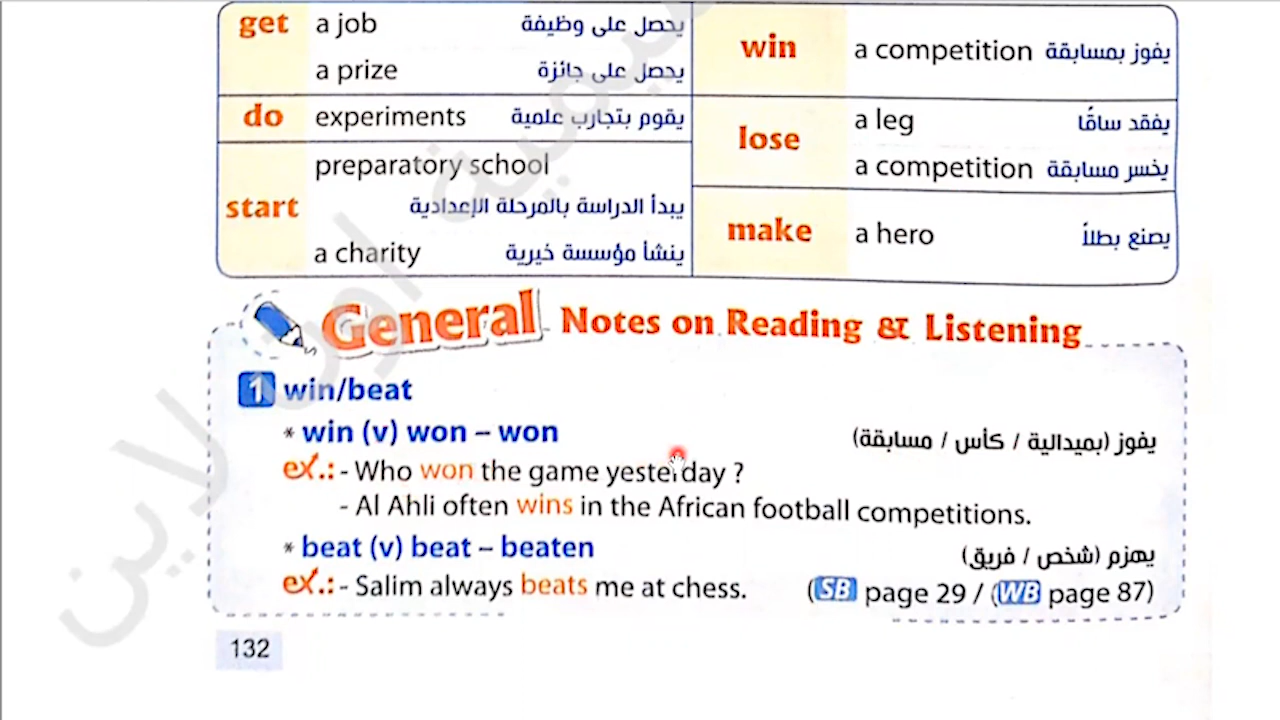 get a job يحصل على وظيفة
a prize يحصل على جائزة
do experiments يقوم بتجارب علمية
start preparatory school
يبدأ الدراسة بالمرحلة الإعدادية
a charity ينشأ مؤسسة خيرية
win a competition يفوز بمسابقة
lose a leg يفقد ساقًا
a competition يخسر مسابقة
make a hero يصنع بطلاً
General Notes on Reading & Listening
1 win/beat
* win (v) won – won يفوز (بميدالية / كأس / مسابقة)
ex.: - Who won the game yesterday ?
- Al Ahli often wins in the African football competitions.
* beat (v) beat – beaten يهزم (شخص / فريق)
ex.: - Salim always beats me at chess. (SB page 29 / (WB page 87)
132
اون لاين